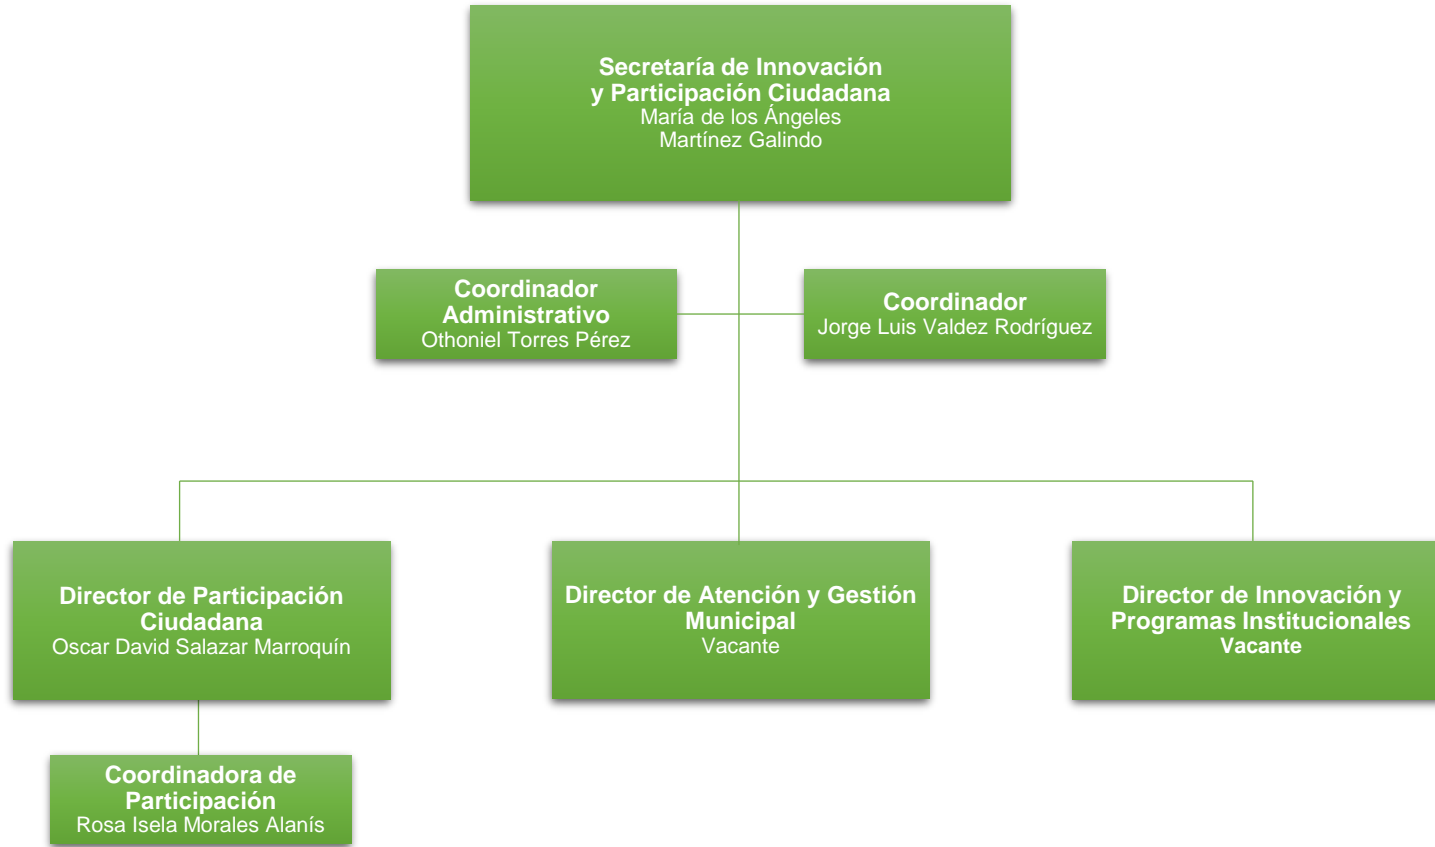 Secretaría de Innovación
y Participación Ciudadana
María de los Ángeles
Martínez Galindo
Coordinador
Administrativo
Othoniel Torres Pérez
Coordinador
Jorge Luis Valdez Rodríguez
Director de Participación
Ciudadana
Oscar David Salazar Marroquín
Director de Atención y Gestión
Municipal
Vacante
Director de Innovación y
Programas Institucionales
Vacante
Coordinadora de
Participación
Rosa Isela Morales Alanís